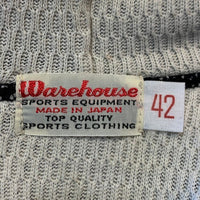 Warehouse
SPORTS EQUIPMENT
MADE IN JAPAN
TOP QUALITY
SPORTS CLOTHING
42